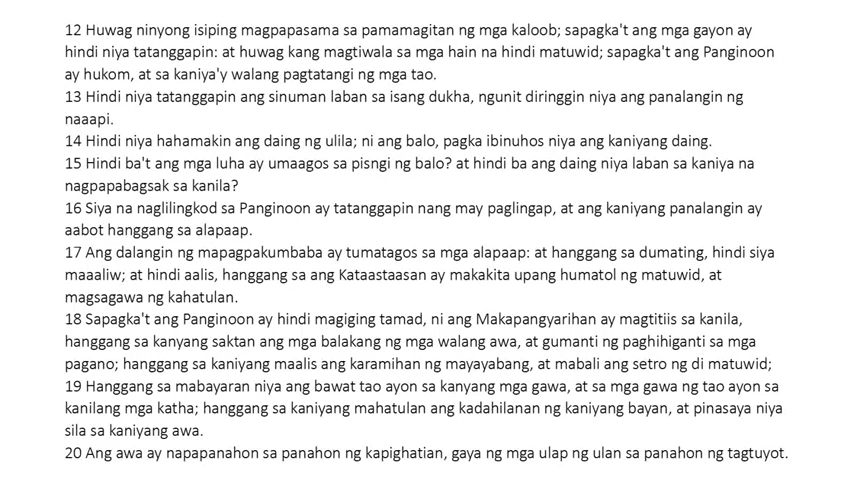 12 Huwag ninyong isiping magpapasama sa pamamagitan ng mga kaloob; sapagka't ang mga gayon ay
hindi niya tatanggapin: at huwag kang magtiwala sa mga hain na hindi matuwid; sapagka't ang Panginoon
ay hukom, at sa kaniya'y walang pagtatangi ng mga tao.
13 Hindi niya tatanggapin ang sinuman laban sa isang dukha, ngunit diringgin niya ang panalangin ng
naaapi.
14 Hindi niya hahamakin ang daing ng ulila; ni ang balo, pagka ibinuhos niya ang kaniyang daing.
15 Hindi ba't ang mga luha ay umaagos sa pisngi ng balo? at hindi ba ang daing niya laban sa kaniya na
nagpapabagsak sa kanila?
16 Siya na naglilingkod sa Panginoon ay tatanggapin nang may paglingap, at ang kaniyang panalangin ay
aabot hanggang sa alapaap.
17 Ang dalangin ng mapagpakumbaba ay tumatagos sa mga alapaap: at hanggang sa dumating, hindi siya
maaaliw; at hindi aalis, hanggang sa ang Kataastaasan ay makakita upang humatol ng matuwid, at
magsagawa ng kahatulan.
18 Sapagka't ang Panginoon ay hindi magiging tamad, ni ang Makapangyarihan ay magtitiis sa kanila,
hanggang sa kanyang saktan ang mga balakang ng mga walang awa, at gumanti ng paghihiganti sa mga
pagano; hanggang sa kaniyang maalis ang karamihan ng mayayabang, at mabali ang setro ng di matuwid;
19 Hanggang sa mabayaran niya ang bawat tao ayon sa kanyang mga gawa, at sa mga gawa ng tao ayon sa
kanilang mga katha; hanggang sa kaniyang mahatulan ang kadahilanan ng kaniyang bayan, at pinasaya niya
sila sa kaniyang awa.
20 Ang awa ay napapanahon sa panahon ng kapighatian, gaya ng mga ulap ng ulan sa panahon ng tagtuyot.